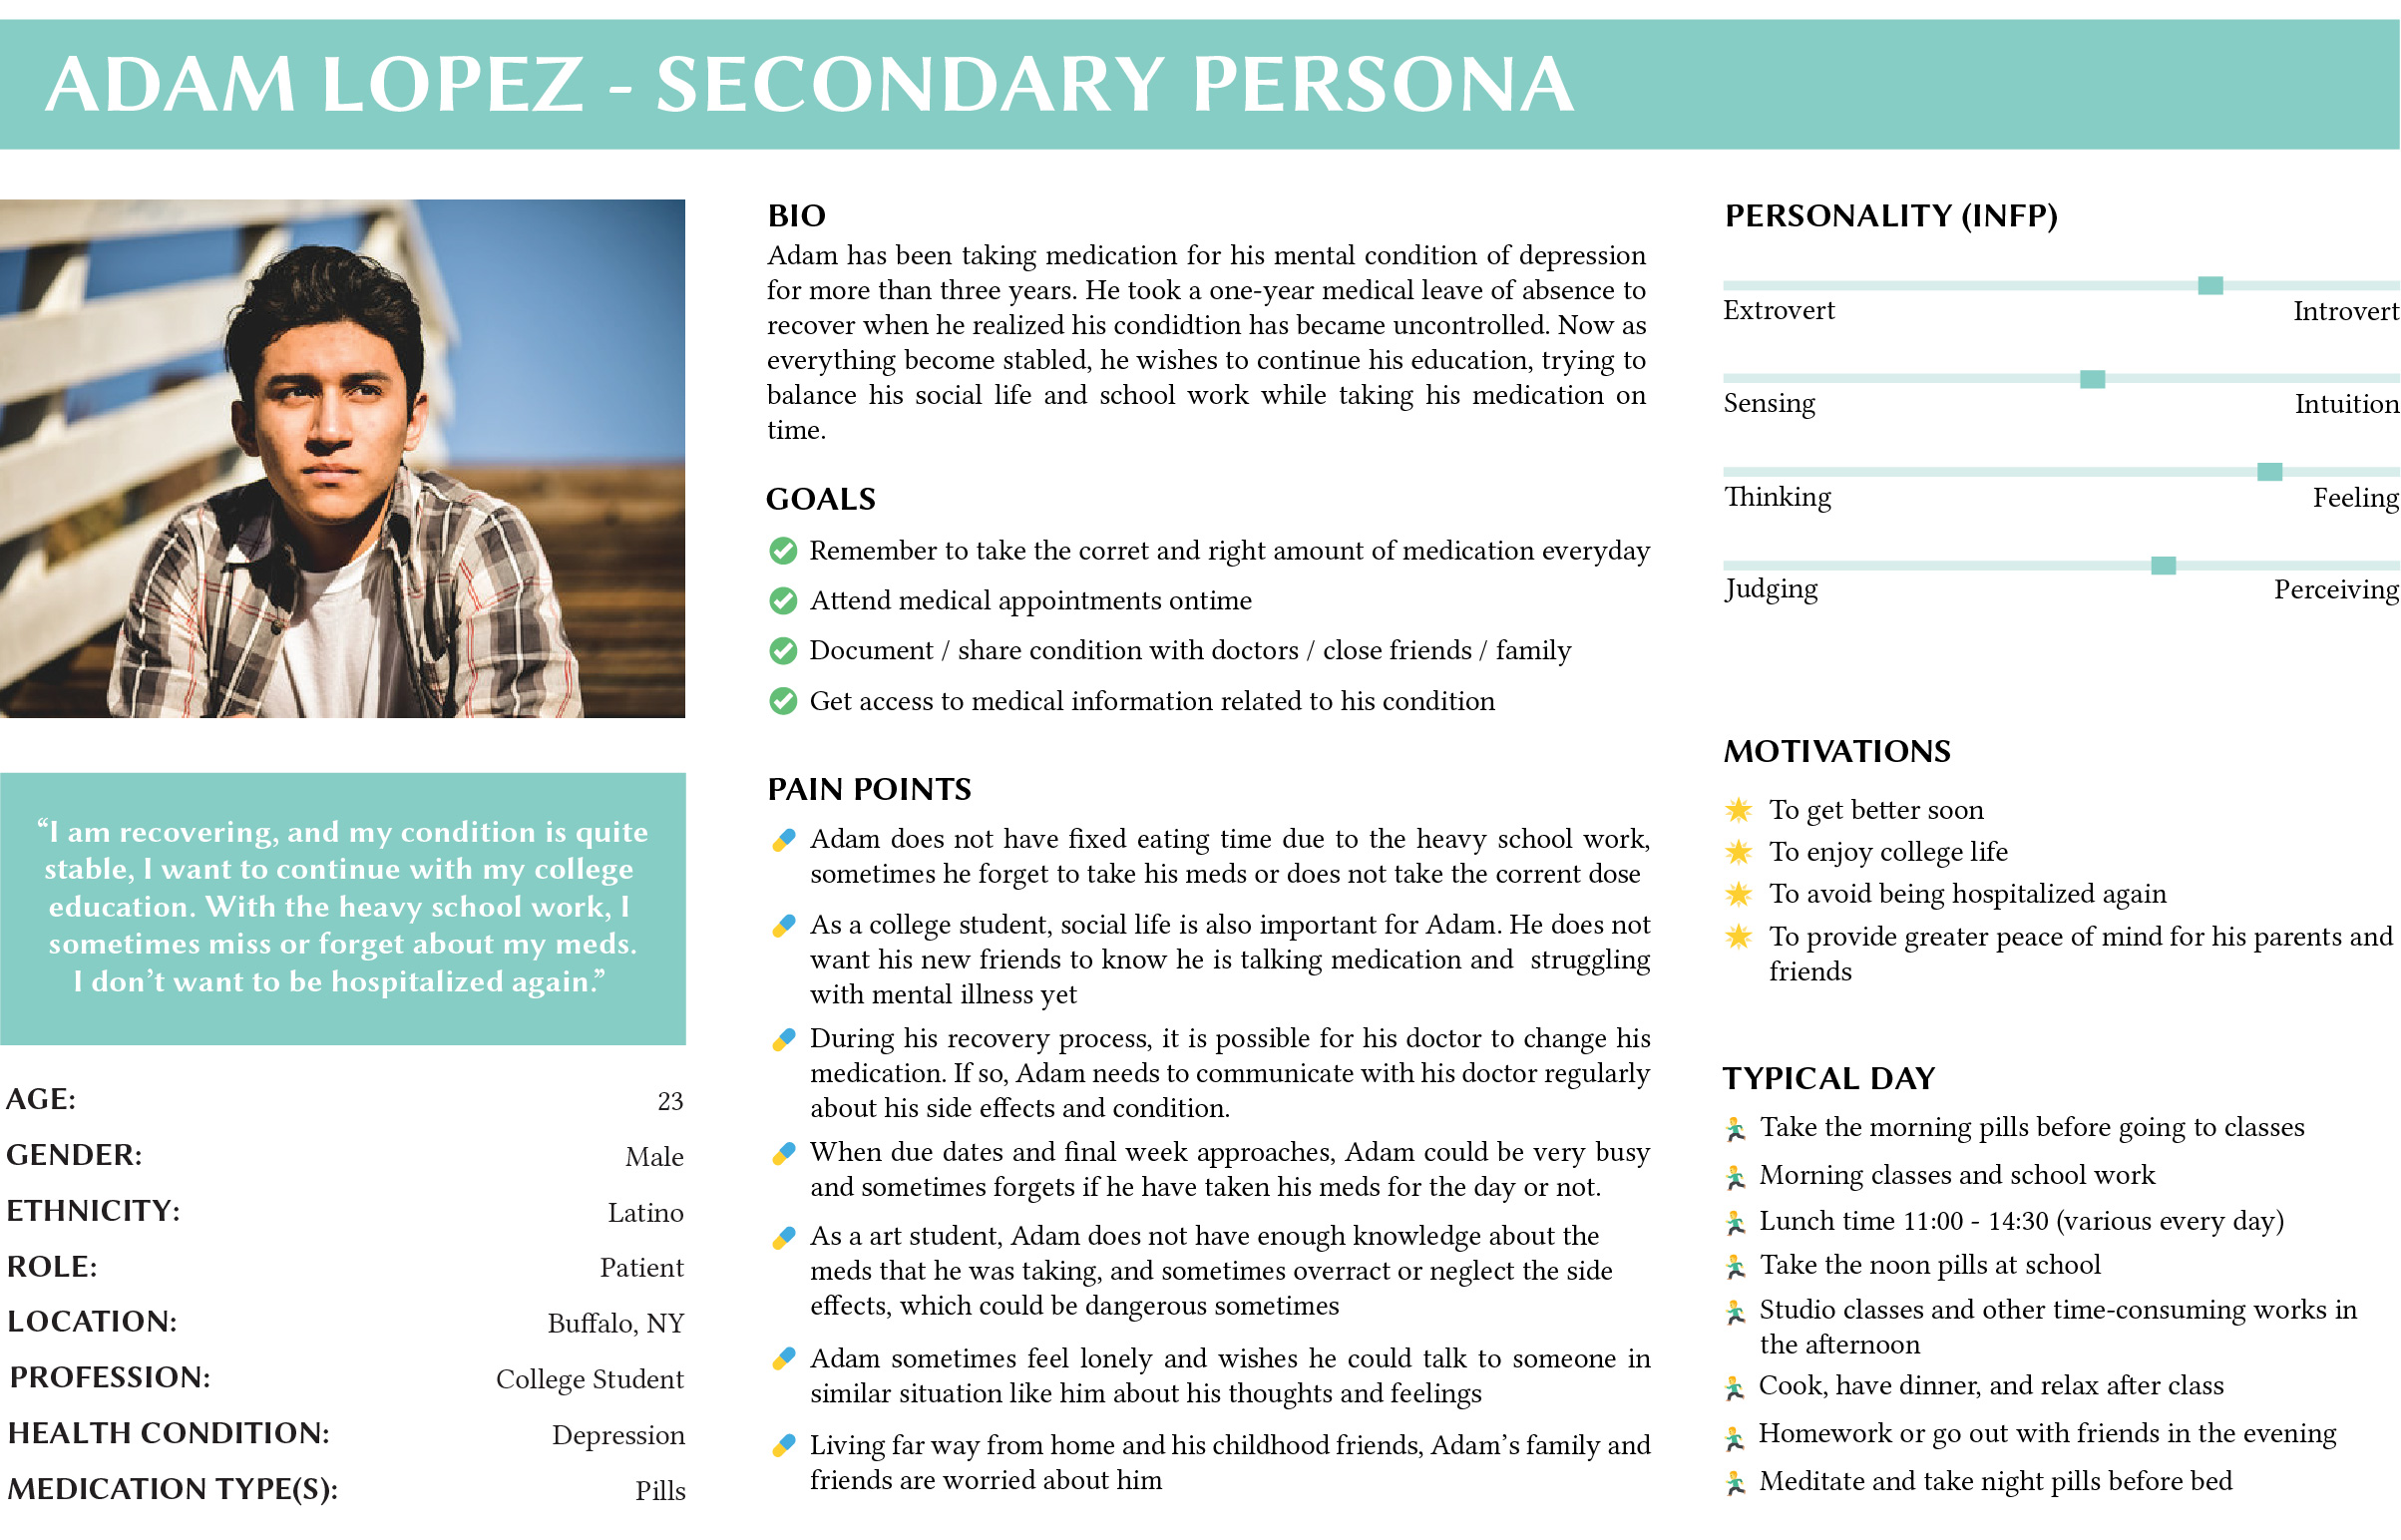 ADAM LOPEZ - SECONDARY PERSONA
“I am recovering, and my condition is quite
stable, I want to continue with my college
education. With the heavy school work, I
sometimes miss or forget about my meds.
I don’t want to be hospitalized again.”
AGE: 23
GENDER: Male
ETHNICITY: Latino
ROLE: Patient
LOCATION: Buffalo, NY
PROFESSION: College Student
HEALTH CONDITION: Depression
MEDICATION TYPE(S): Pills
BIO
Adam has been taking medication for his mental condition of depression
for more than three years. He took a one-year medical leave of absence to
recover when he realized his condidtion has became uncontrolled. Now as
everything become stabled, he wishes to continue his education, trying to
balance his social life and school work while taking his medication on
time.
GOALS
Remember to take the corret and right amount of medication everyday
Attend medical appointments ontime
Document / share condition with doctors / close friends / family
Get access to medical information related to his condition
PAIN POINTS
Adam does not have fixed eating time due to the heavy school work,
sometimes he forget to take his meds or does not take the corrent dose
As a college student, social life is also important for Adam. He does not
want his new friends to know he is talking medication and struggling
with mental illness yet
During his recovery process, it is possible for his doctor to change his
medication. If so, Adam needs to communicate with his doctor regularly
about his side effects and condition.
When due dates and final week approaches, Adam could be very busy
and sometimes forgets if he have taken his meds for the day or not.
As a art student, Adam does not have enough knowledge about the
meds that he was taking, and sometimes overract or neglect the side
effects, which could be dangerous sometimes
Adam sometimes feel lonely and wishes he could talk to someone in
similar situation like him about his thoughts and feelings
Living far way from home and his childhood friends, Adam’s family and
friends are worried about him
PERSONALITY (INFP)
Extrovert Introvert
Sensing Intuition
Thinking Feeling
Judging Perceiving
MOTIVATIONS
To get better soon
To enjoy college life
To avoid being hospitalized again
To provide greater peace of mind for his parents and
friends
TYPICAL DAY
Take the morning pills before going to classes
Morning classes and school work
Lunch time 11:00 - 14:30 (various every day)
Take the noon pills at school
Studio classes and other time-consuming works in
the afternoon
Cook, have dinner, and relax after class
Homework or go out with friends in the evening
Meditate and take night pills before bed